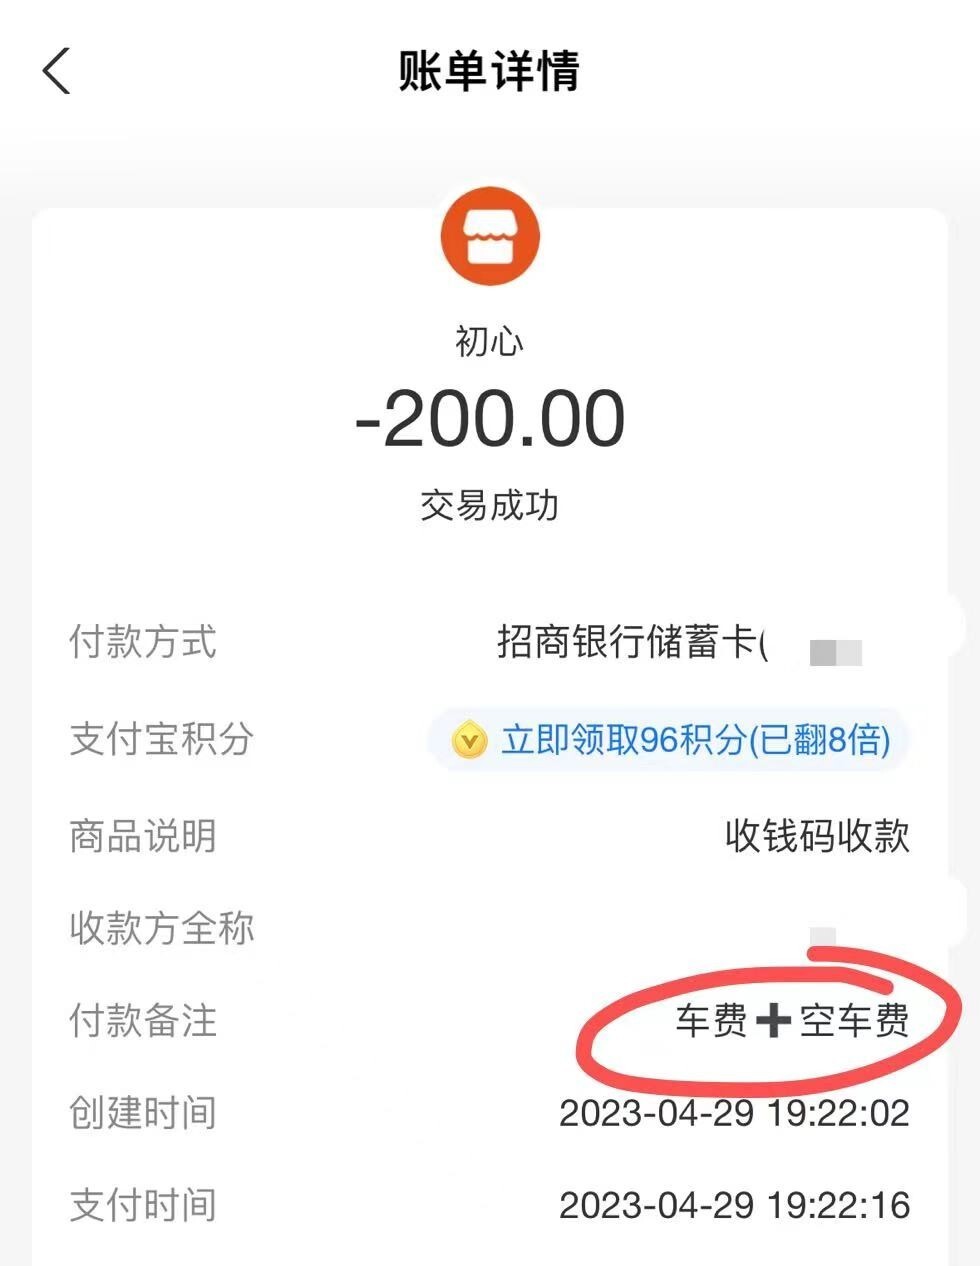 账单详情
初心
-200.00
交易成功
付款方式 招商银行储蓄卡(
支付宝积分 立即领取96积分(已翻8倍)
商品说明 收钱码收款
收款方全称
付款备注 车费➕空车费
创建时间 2023-04-29 19:22:02
支付时间 2023-04-29 19:22:16